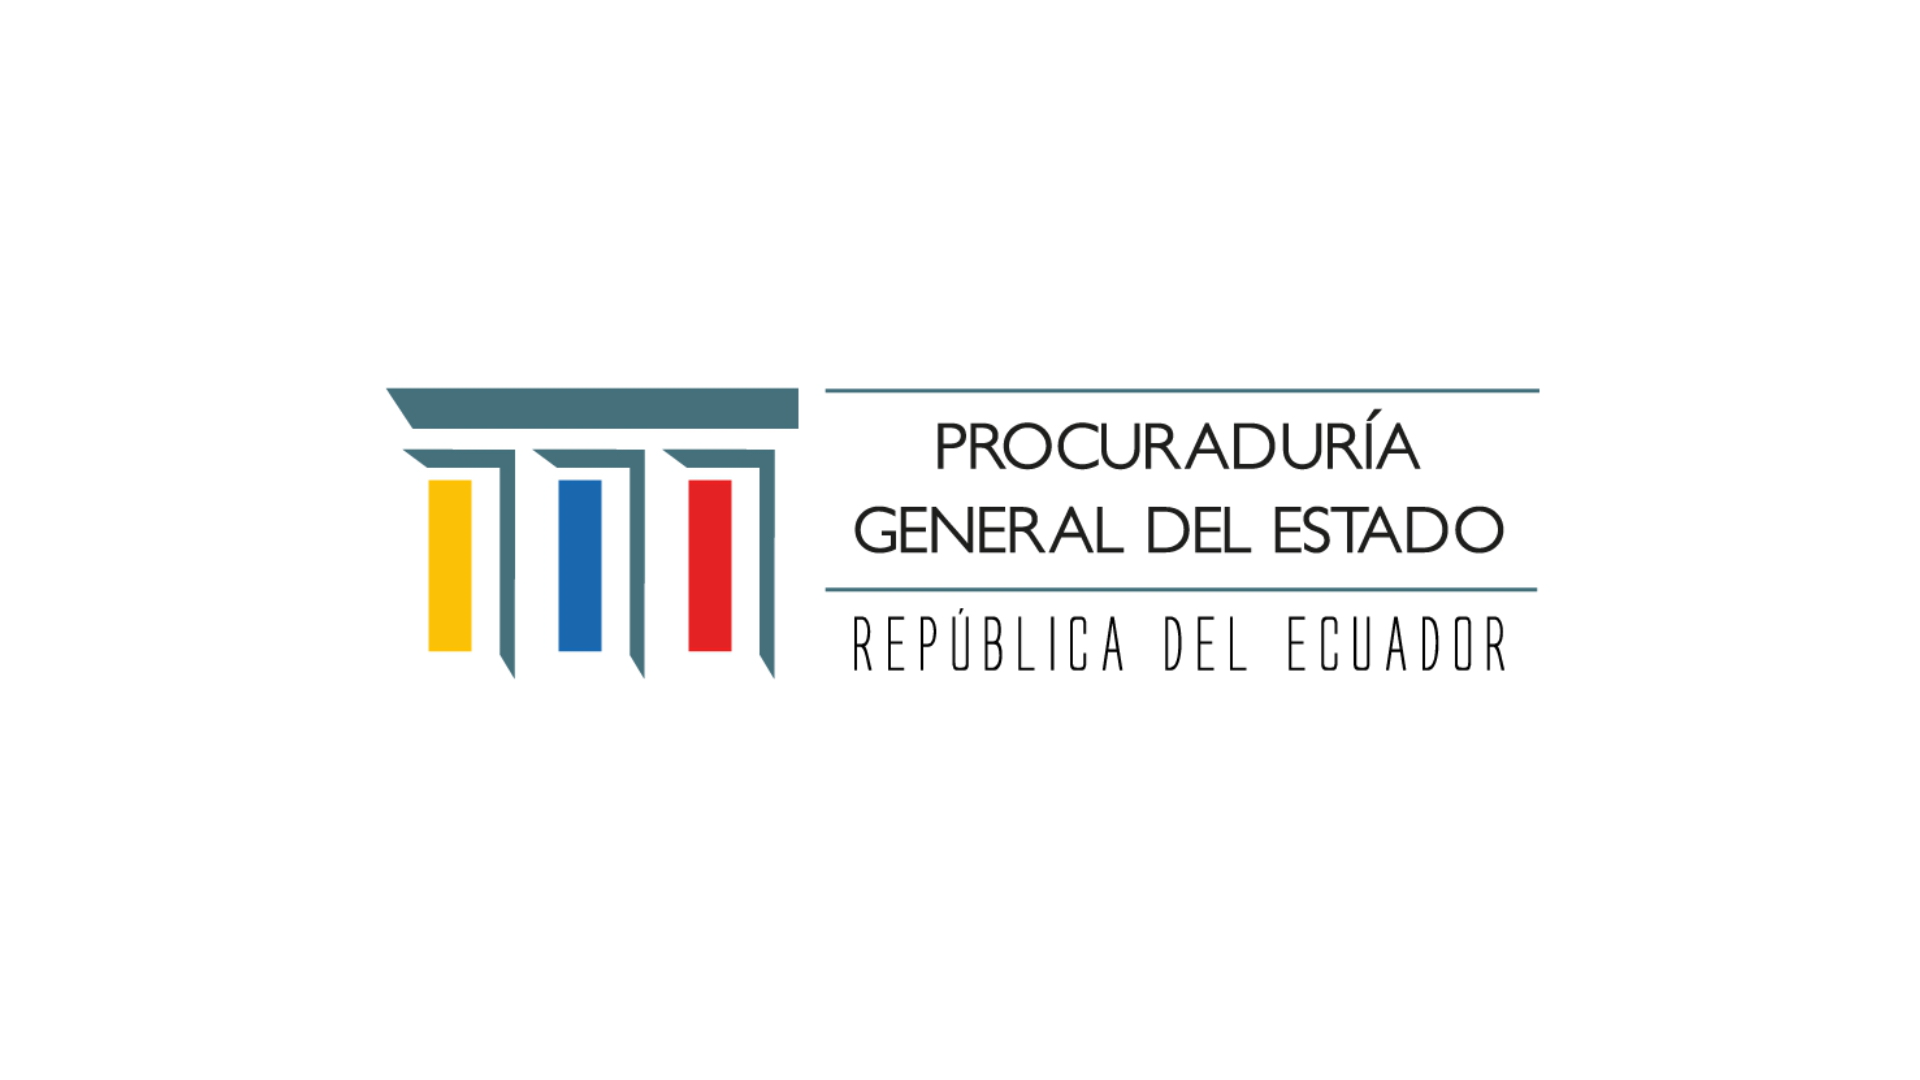 PROCURADURÍA
GENERAL DEL ESTADO
REPÚBLICA DEL ECUADOR